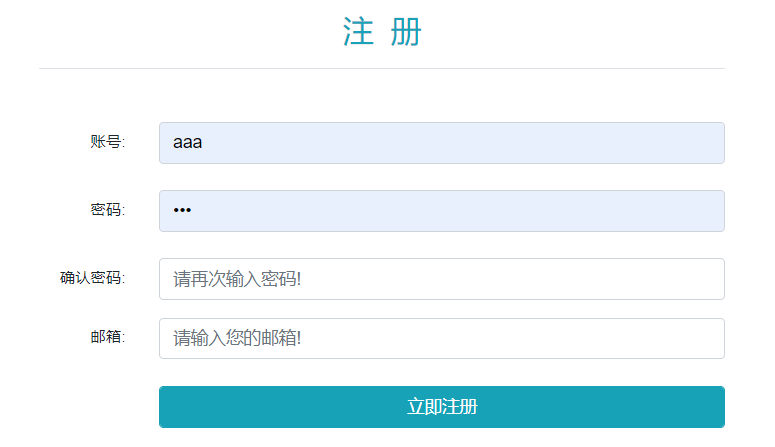 注 册
账号:
aaa
密码:
•••
确认密码:
请再次输入密码!
邮箱:
请输入您的邮箱!
立即注册